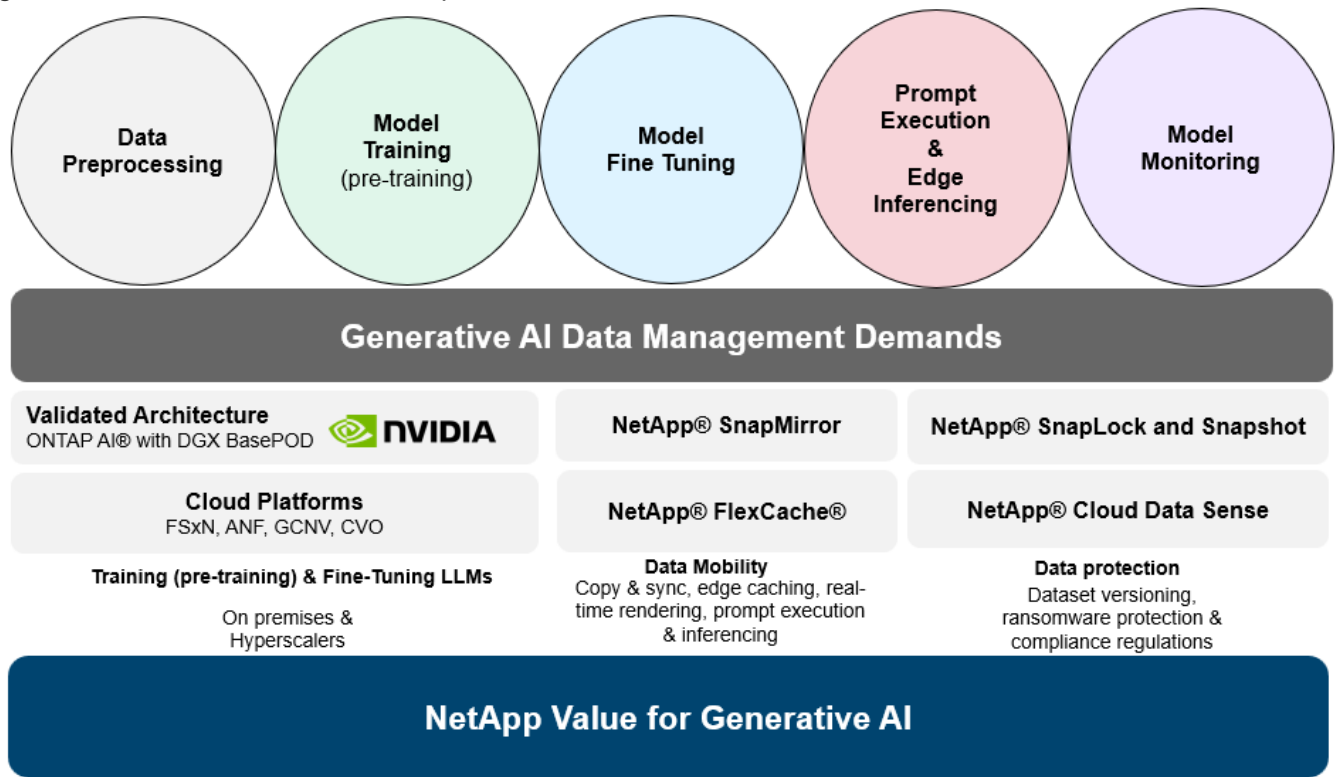 Data
Preprocessing
Model
Training
(pre-training)
Model
Fine Tuning
Prompt
Execution
&
Edge
Inferencing
Model
Monitoring
Generative AI Data Management Demands
Validated Architecture
ONTAP AI® with DGX BasePOD
NVIDIA
Cloud Platforms
FSxN, ANF, GCNV, CVO
Training (pre-training) & Fine-Tuning LLMs
On premises &
Hyperscalers
NetApp® SnapMirror
NetApp® FlexCache®
Data Mobility
Copy & sync, edge caching, real-
time rendering, prompt execution
& inferencing
NetApp® SnapLock and Snapshot
NetApp® Cloud Data Sense
Data protection
Dataset versioning,
ransomware protection &
compliance regulations
NetApp Value for Generative AI